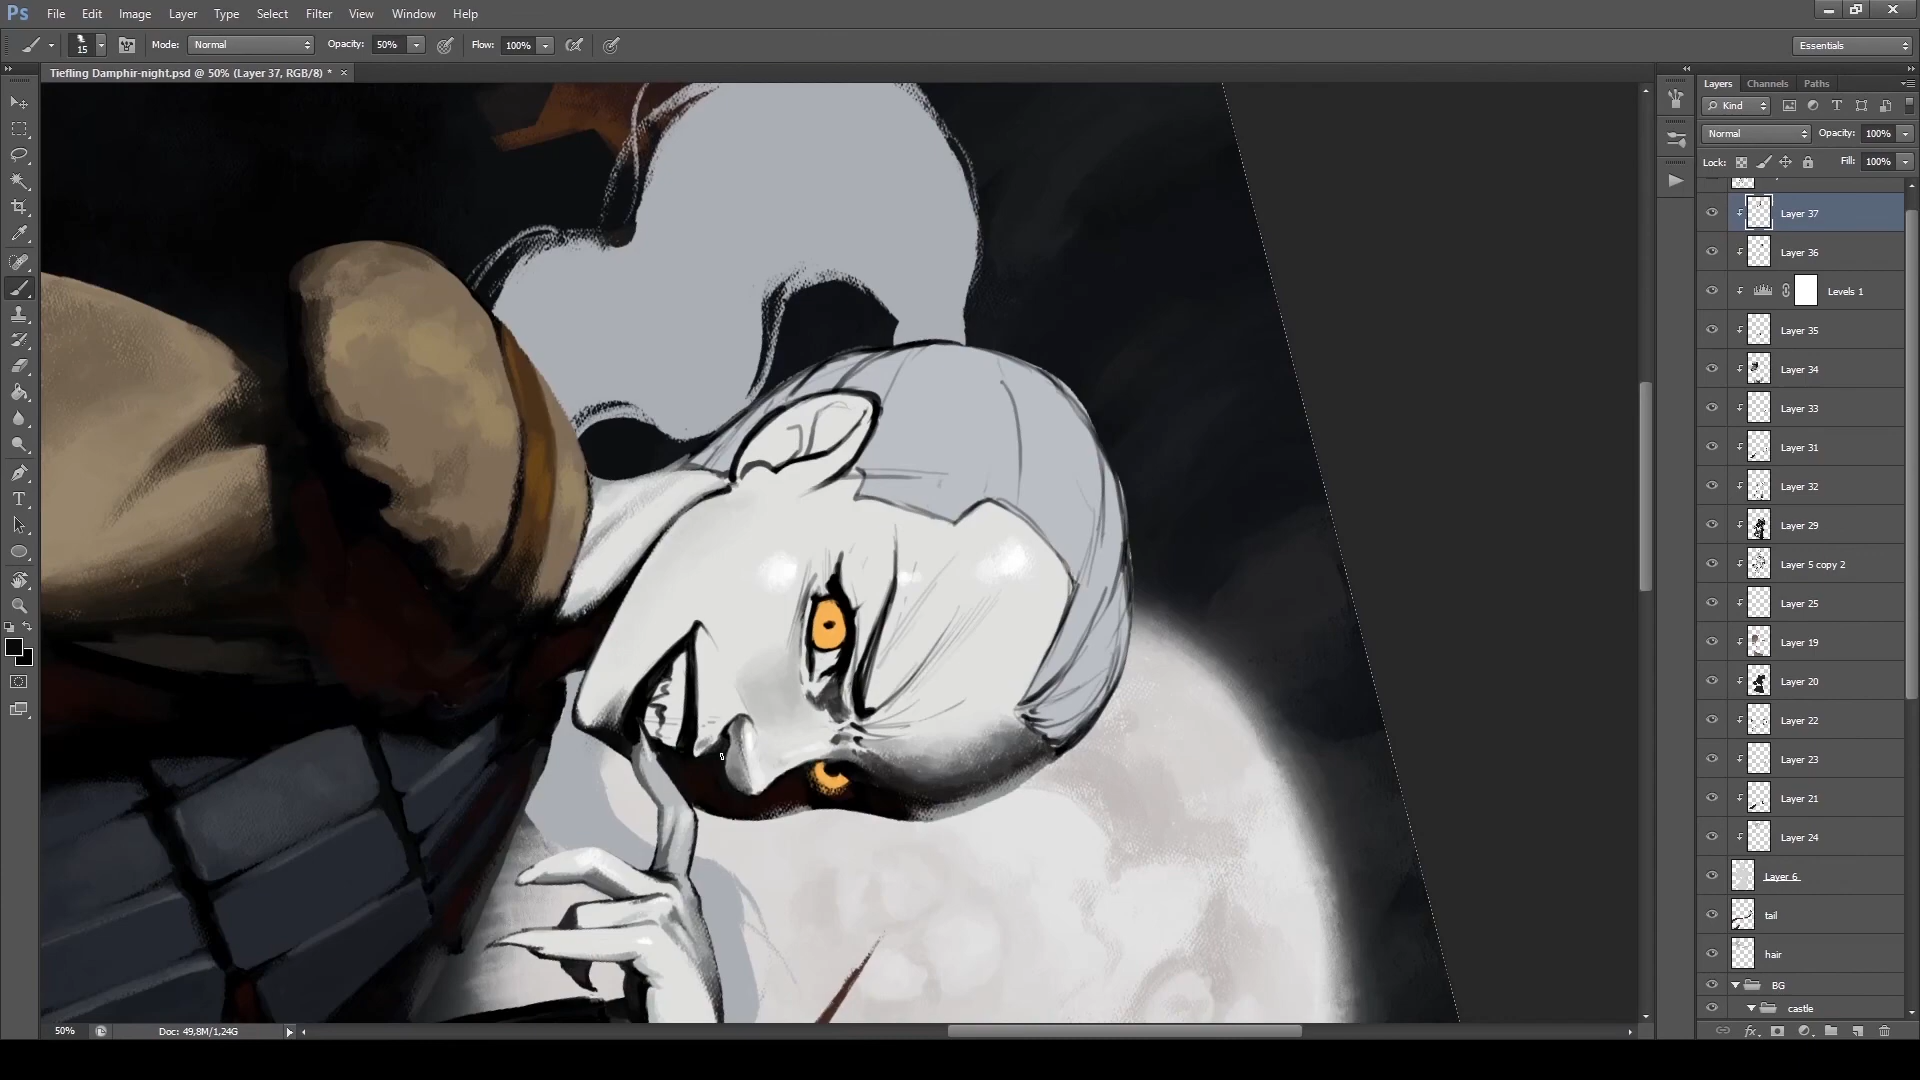 Ps File Edit Image Layer Type Select Filter View Window Help
15 Mode: Normal Opacity: 50% Flow: 100% Essentials
Tiefling Damphir-night.psd @ 50% (Layer 37, RGB/8) * ×
Layers Channels Paths
Kind
Normal Opacity: 100%
Lock: Fill: 100%
Layer 37
Layer 36
Levels 1
Layer 35
Layer 34
Layer 33
Layer 31
Layer 32
Layer 29
Layer 5 copy 2
Layer 25
Layer 19
Layer 20
Layer 22
Layer 23
Layer 21
Layer 24
Layer 6
tail
hair
BG
castle
50% Doc: 49,8M/1,24G